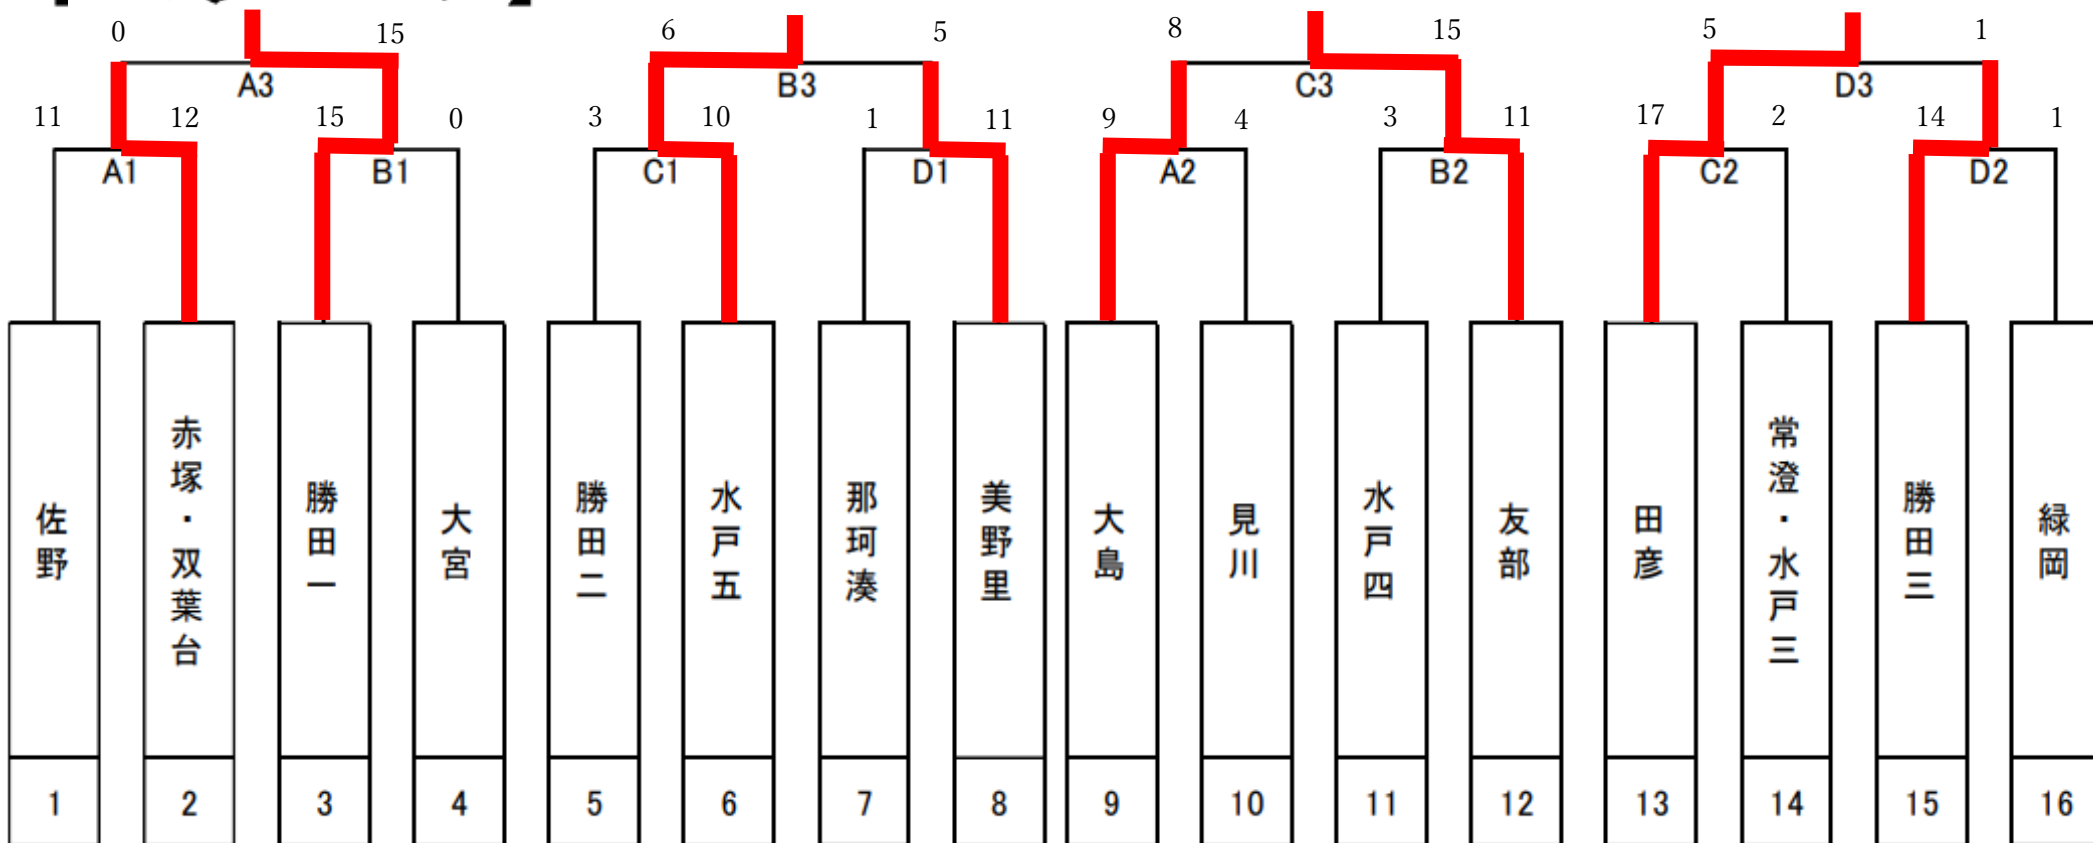 0 15 6 5 8 15 5 1
A3 B3 C3 D3
11 12 15 0 3 10 1 11 9 4 3 11 17 2 14 1
A1 B1 C1 D1 A2 B2 C2 D2
佐野
赤塚・双葉台
勝田一
大宮
勝田二
水戸五
那珂湊
美野里
大島
見川
水戸四
友部
田彦
常澄・水戸三
勝田三
緑岡
1 2 3 4 5 6 7 8 9 10 11 12 13 14 15 16